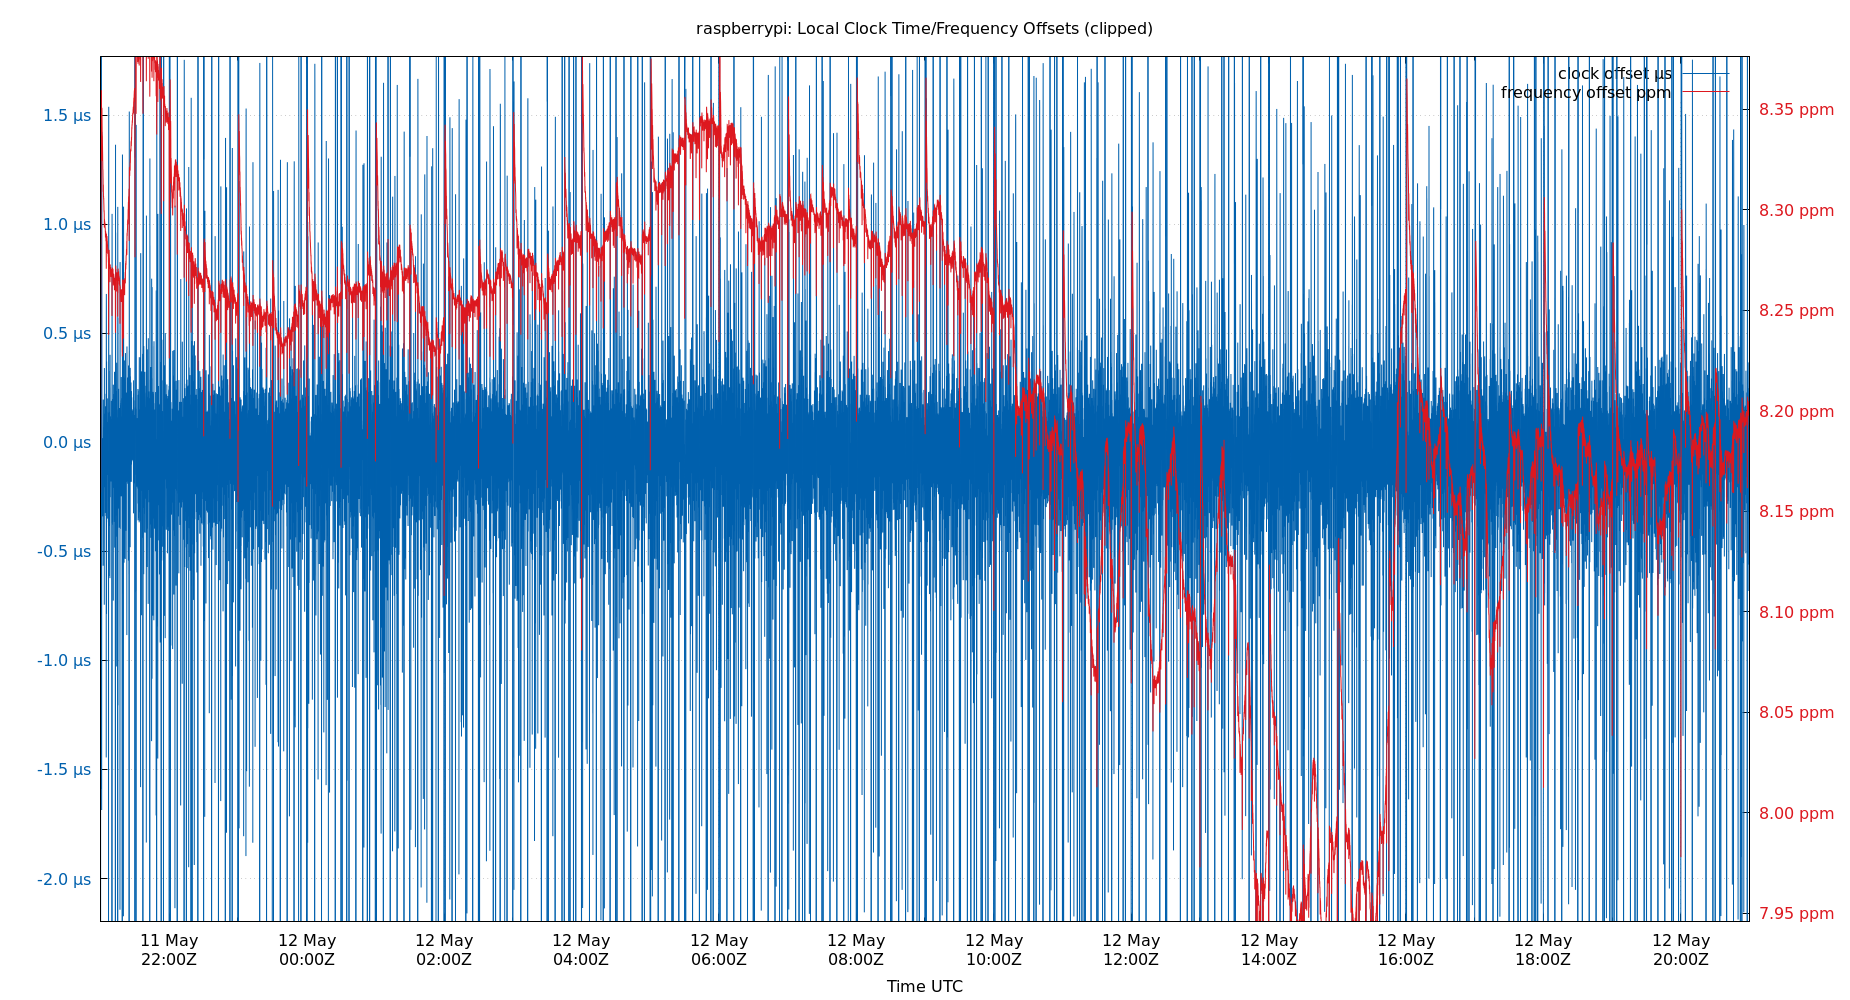 raspberrypi: Local Clock Time/Frequency Offsets (clipped)
clock offset µs
frequency offset ppm
1.5 µs
1.0 µs
0.5 µs
0.0 µs
-0.5 µs
-1.0 µs
-1.5 µs
-2.0 µs
8.35 ppm
8.30 ppm
8.25 ppm
8.20 ppm
8.15 ppm
8.10 ppm
8.05 ppm
8.00 ppm
7.95 ppm
11 May 12 May 12 May 12 May 12 May 12 May 12 May 12 May 12 May 12 May 12 May 12 May
22:00Z 00:00Z 02:00Z 04:00Z 06:00Z 08:00Z 10:00Z 12:00Z 14:00Z 16:00Z 18:00Z 20:00Z
Time UTC